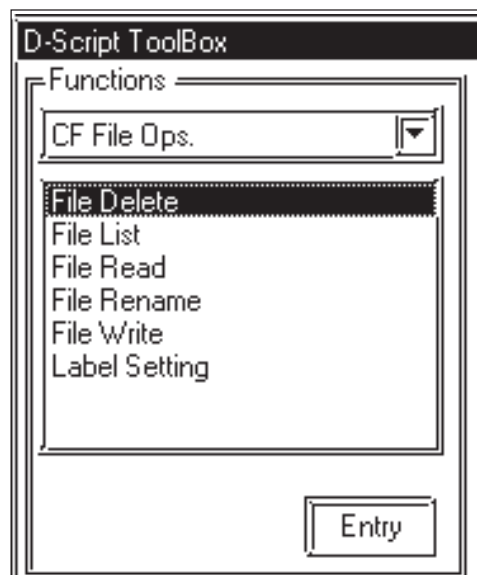 D-Script ToolBox
Functions
CF File Ops.
File Delete
File List
File Read
File Rename
File Write
Label Setting
Entry